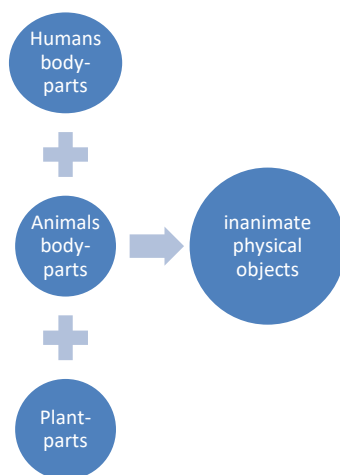 Humans
body-
parts
Animals
body-
parts
inanimate
physical
objects
Plant-
parts